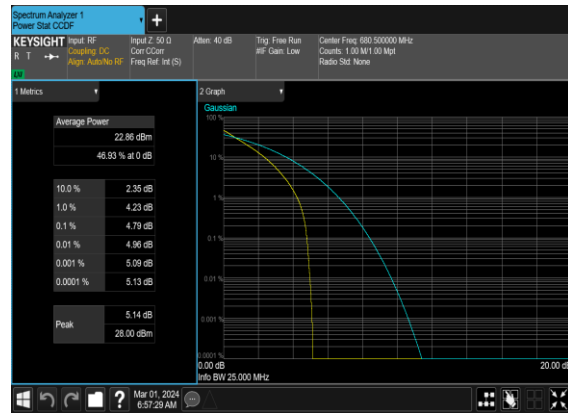 Spectrum Analyzer 1
Power Stat CCDF
+
KEYSIGHT
R T
LXI
Input: RF
Coupling: DC
Align: Auto/No RF
Input Z: 50 Ω
Corr CCorr
Freq Ref: Int (S)
Atten: 40 dB
Trig: Free Run
#IF Gain: Low
Center Freq: 680.500000 MHz
Counts: 1.00 M/1.00 Mpt
Radio Std: None
1 Metrics
Average Power
22.86 dBm
46.93 % at 0 dB
10.0 % 2.35 dB
1.0 % 4.23 dB
0.1 % 4.79 dB
0.01 % 4.96 dB
0.001 % 5.09 dB
0.0001 % 5.13 dB
Peak
5.14 dB
28.00 dBm
2 Graph
Gaussian
100 %
10 %
1 %
0.1 %
0.01 %
0.001 %
0.0001 %
0.00 dB
20.00 dB
Info BW 25.000 MHz
?
Mar 01, 2024
6:57:29 AM